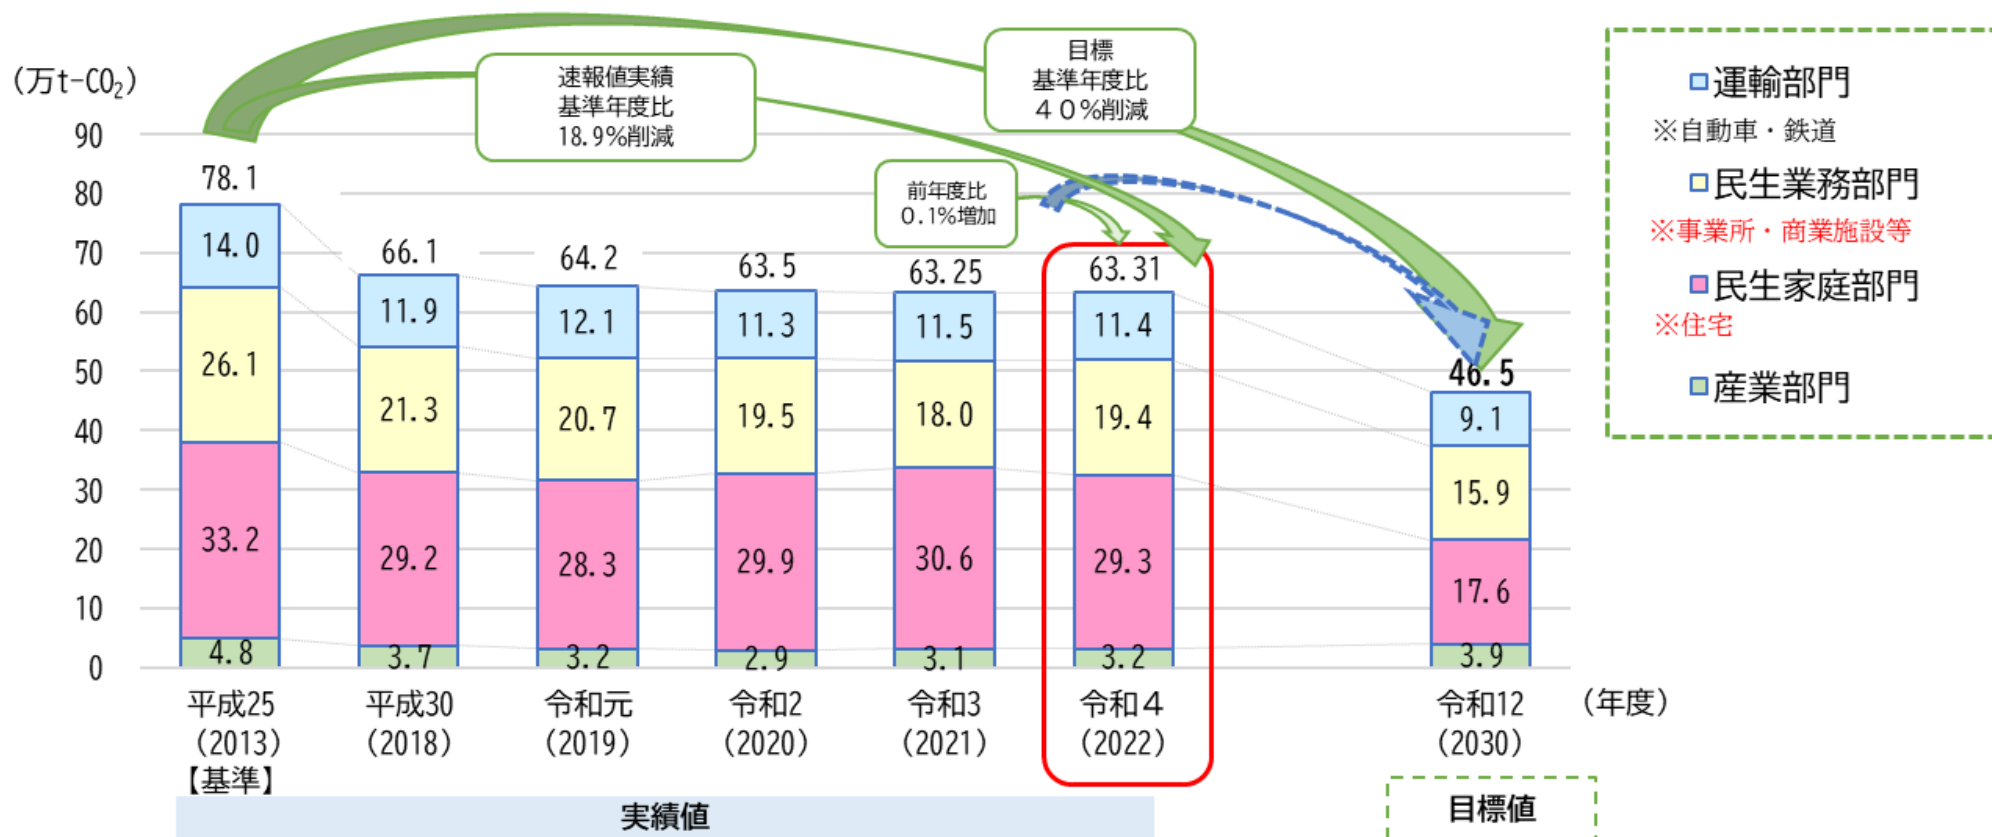 （万t-CO₂）
90
80
70
60
50
40
30
20
10
0
速報値実績
基準年度比
18.9%削減
目標
基準年度比
４０%削減
前年度比
０.1%増加
78.1
14.0
26.1
33.2
4.8
66.1
11.9
21.3
29.2
3.7
64.2
12.1
20.7
28.3
3.2
63.5
11.3
19.5
29.9
2.9
63.25
11.5
18.0
30.6
3.1
63.31
11.4
19.4
29.3
3.2
46.5
9.1
15.9
17.6
3.9
平成25
（2013）
【基準】
平成30
（2018）
令和元
（2019）
令和2
（2020）
令和3
（2021）
令和４
（2022）
令和12
（2030）
（年度）
実績値
目標値
運輸部門
※自動車・鉄道
民生業務部門
※事業所・商業施設等
民生家庭部門
※住宅
産業部門